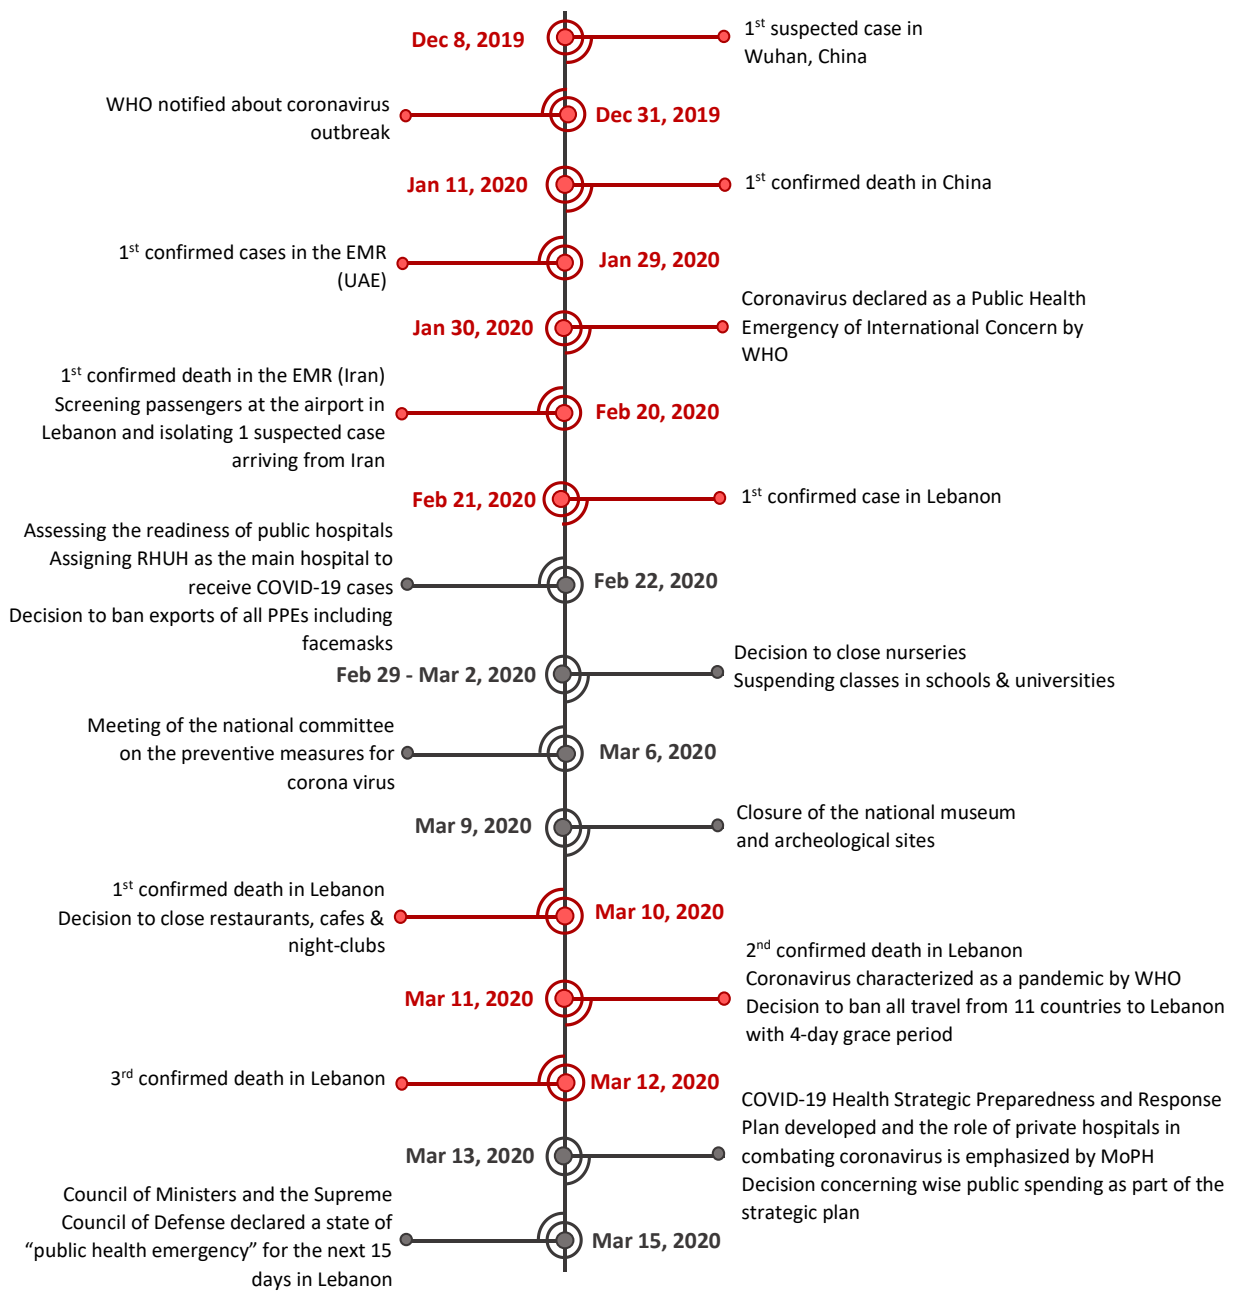 Dec 8, 2019
1st suspected case in
Wuhan, China
WHO notified about coronavirus
outbreak
Dec 31, 2019
Jan 11, 2020
1st confirmed death in China
1st confirmed cases in the EMR
(UAE)
Jan 29, 2020
Jan 30, 2020
Coronavirus declared as a Public Health
Emergency of International Concern by
WHO
1st confirmed death in the EMR (Iran)
Screening passengers at the airport in
Lebanon and isolating 1 suspected case
arriving from Iran
Feb 20, 2020
Feb 21, 2020
1st confirmed case in Lebanon
Assessing the readiness of public hospitals
Assigning RHUH as the main hospital to
receive COVID-19 cases
Decision to ban exports of all PPEs including
facemasks
Feb 22, 2020
Feb 29 - Mar 2, 2020
Decision to close nurseries
Suspending classes in schools & universities
Meeting of the national committee
on the preventive measures for
corona virus
Mar 6, 2020
Mar 9, 2020
Closure of the national museum
and archeological sites
1st confirmed death in Lebanon
Decision to close restaurants, cafes &
night-clubs
Mar 10, 2020
Mar 11, 2020
2nd confirmed death in Lebanon
Coronavirus characterized as a pandemic by WHO
Decision to ban all travel from 11 countries to Lebanon
with 4-day grace period
3rd confirmed death in Lebanon
Mar 12, 2020
Mar 13, 2020
COVID-19 Health Strategic Preparedness and Response
Plan developed and the role of private hospitals in
combating coronavirus is emphasized by MoPH
Decision concerning wise public spending as part of the
strategic plan
Council of Ministers and the Supreme
Council of Defense declared a state of
“public health emergency” for the next 15
days in Lebanon
Mar 15, 2020